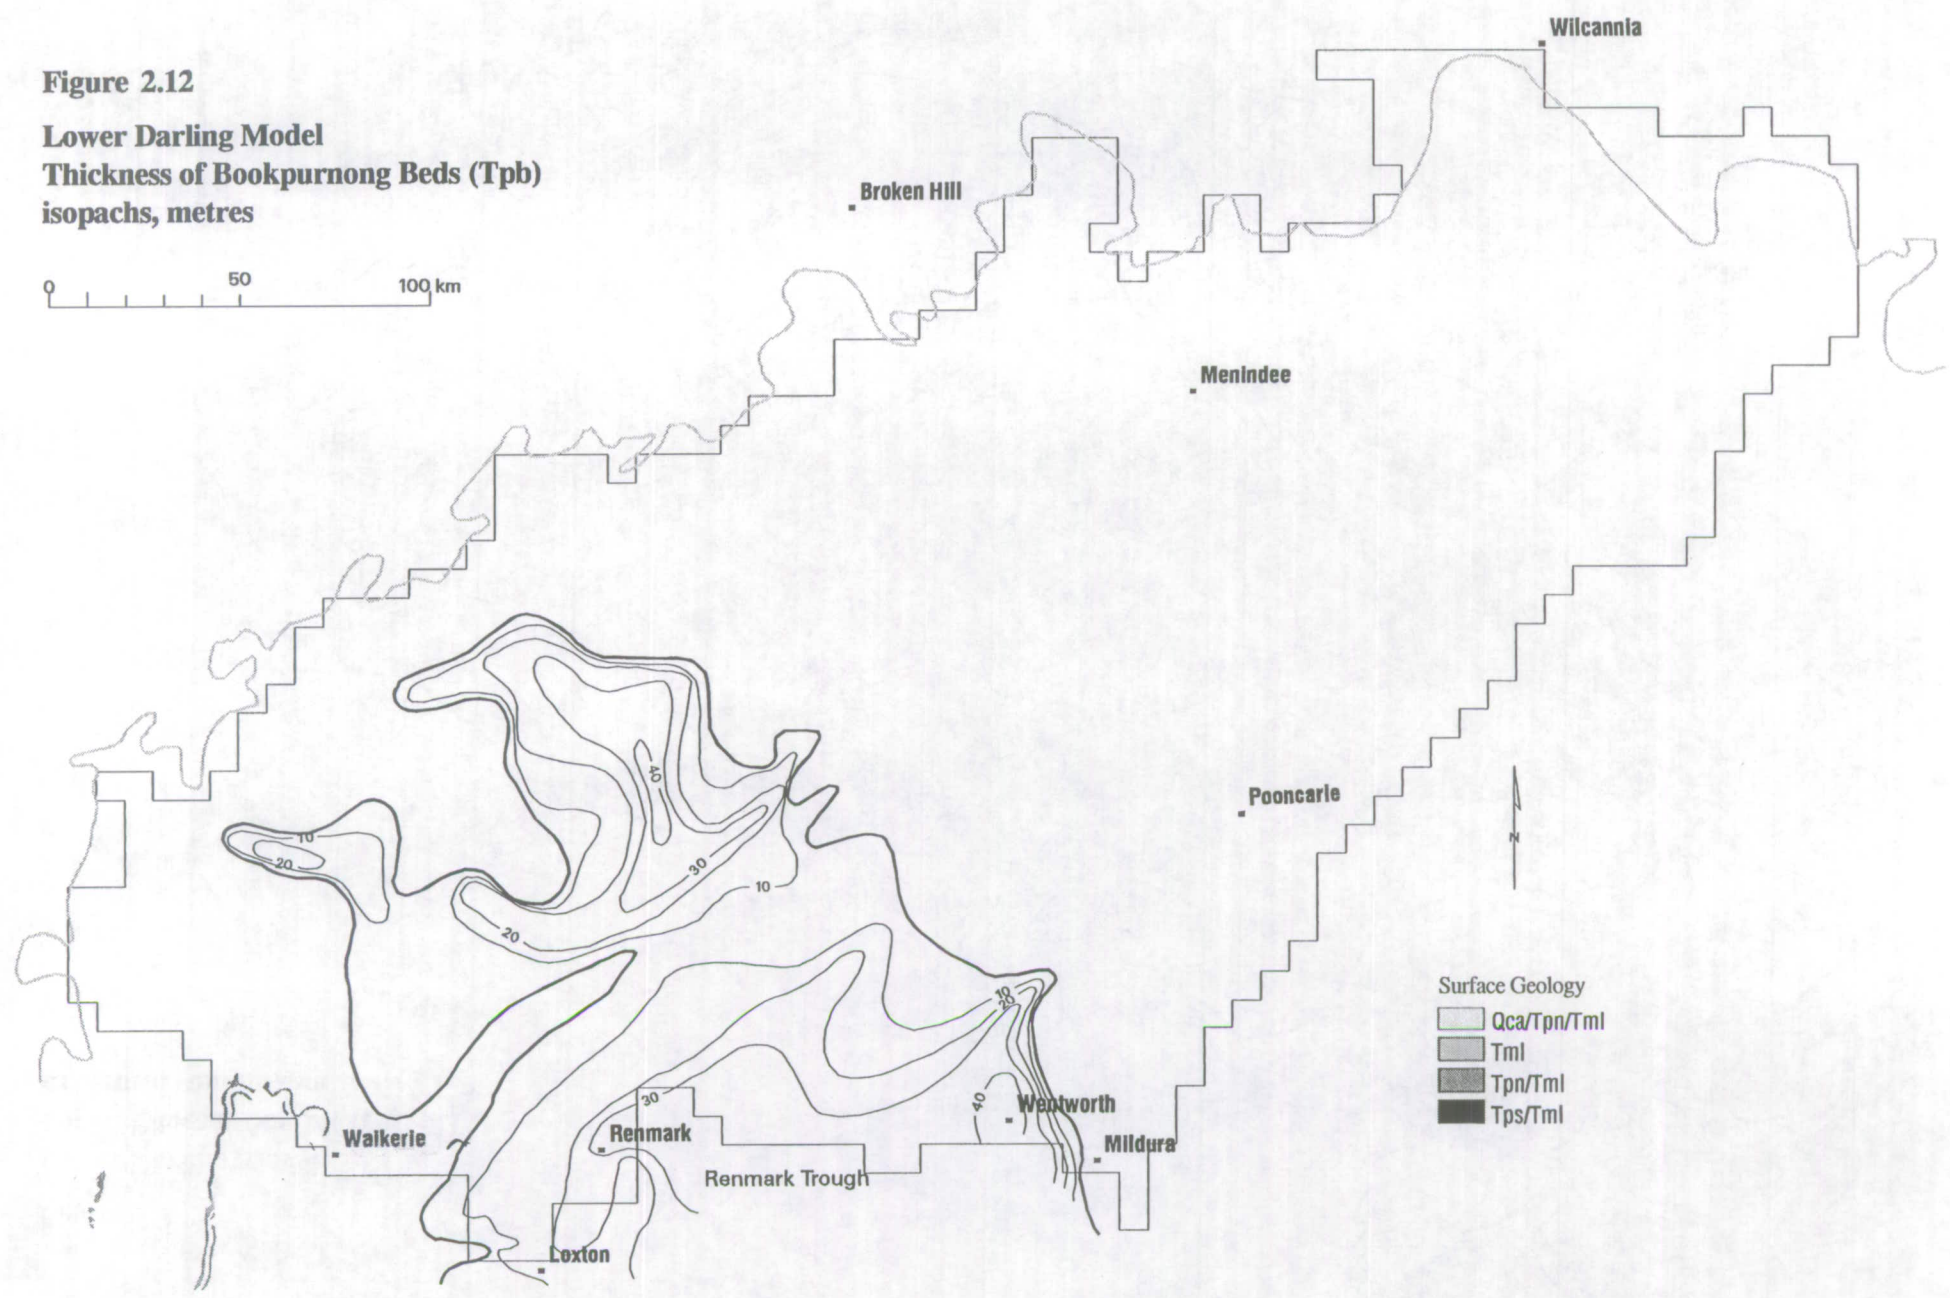 Figure 2.12
Lower Darling Model
Thickness of Bookpurnong Beds (Tpb)
isopachs, metres
0 50 100 km
Wilcannia
Broken Hill
Menindee
Pooncarie
N
40
10
20
30
10
20
10
20
30
40
Wentworth
Walkerie
Renmark
Mildura
Renmark Trough
Loxton
Surface Geology
Qca/Tpn/Tml
Tml
Tpn/Tml
Tps/Tml